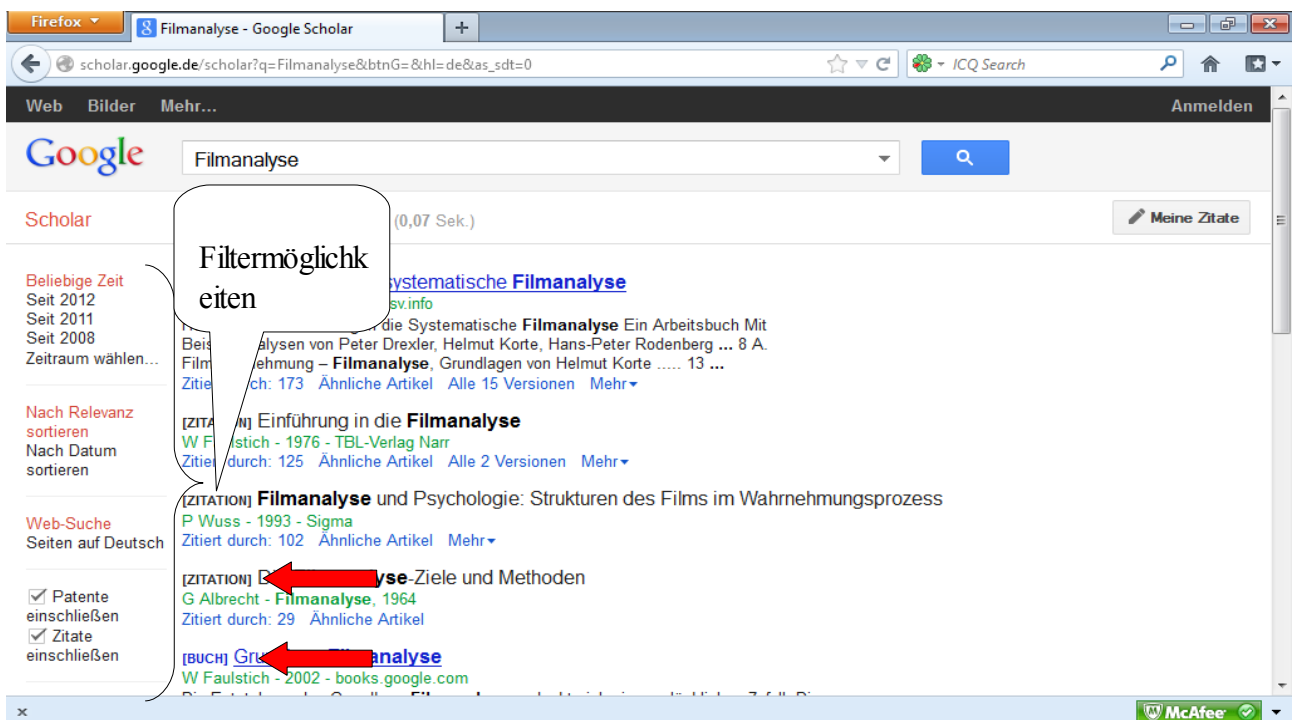 Firefox
Filmanalyse - Google Scholar
scholar.google.de/scholar?q=Filmanalyse&btnG=&hl=de&as_sdt=0
ICQ Search
Web Bilder Mehr...
Anmelden
Google
Filmanalyse
Scholar
(0,07 Sek.)
Meine Zitate
Filtermöglichk
eiten
Beliebige Zeit
Seit 2012
Seit 2011
Seit 2008
Zeitraum wählen...
Nach Relevanz
sortieren
Nach Datum
sortieren
Web-Suche
Seiten auf Deutsch
Patente
einschließen
Zitate
einschließen
systematische Filmanalyse
sv.info
die Systematische Filmanalyse Ein Arbeitsbuch Mit
von Peter Drexler, Helmut Korte, Hans-Peter Rodenberg ... 8 A.
– Filmanalyse, Grundlagen von Helmut Korte ..... 13 ...
173 Ähnliche Artikel Alle 15 Versionen Mehr
Einführung in die Filmanalyse
W Faulstich - 1976 - TBL-Verlag Narr
Zitiert durch: 125 Ähnliche Artikel Alle 2 Versionen Mehr
[ZITATION] Filmanalyse und Psychologie: Strukturen des Films im Wahrnehmungsprozess
P Wuss - 1993 - Sigma
Zitiert durch: 102 Ähnliche Artikel Mehr
[ZITATION] yse-Ziele und Methoden
G Albrecht - Filmanalyse, 1964
Zitiert durch: 29 Ähnliche Artikel
[BUCH] Gru analyse
W Faulstich - 2002 - books.google.com
McAfee